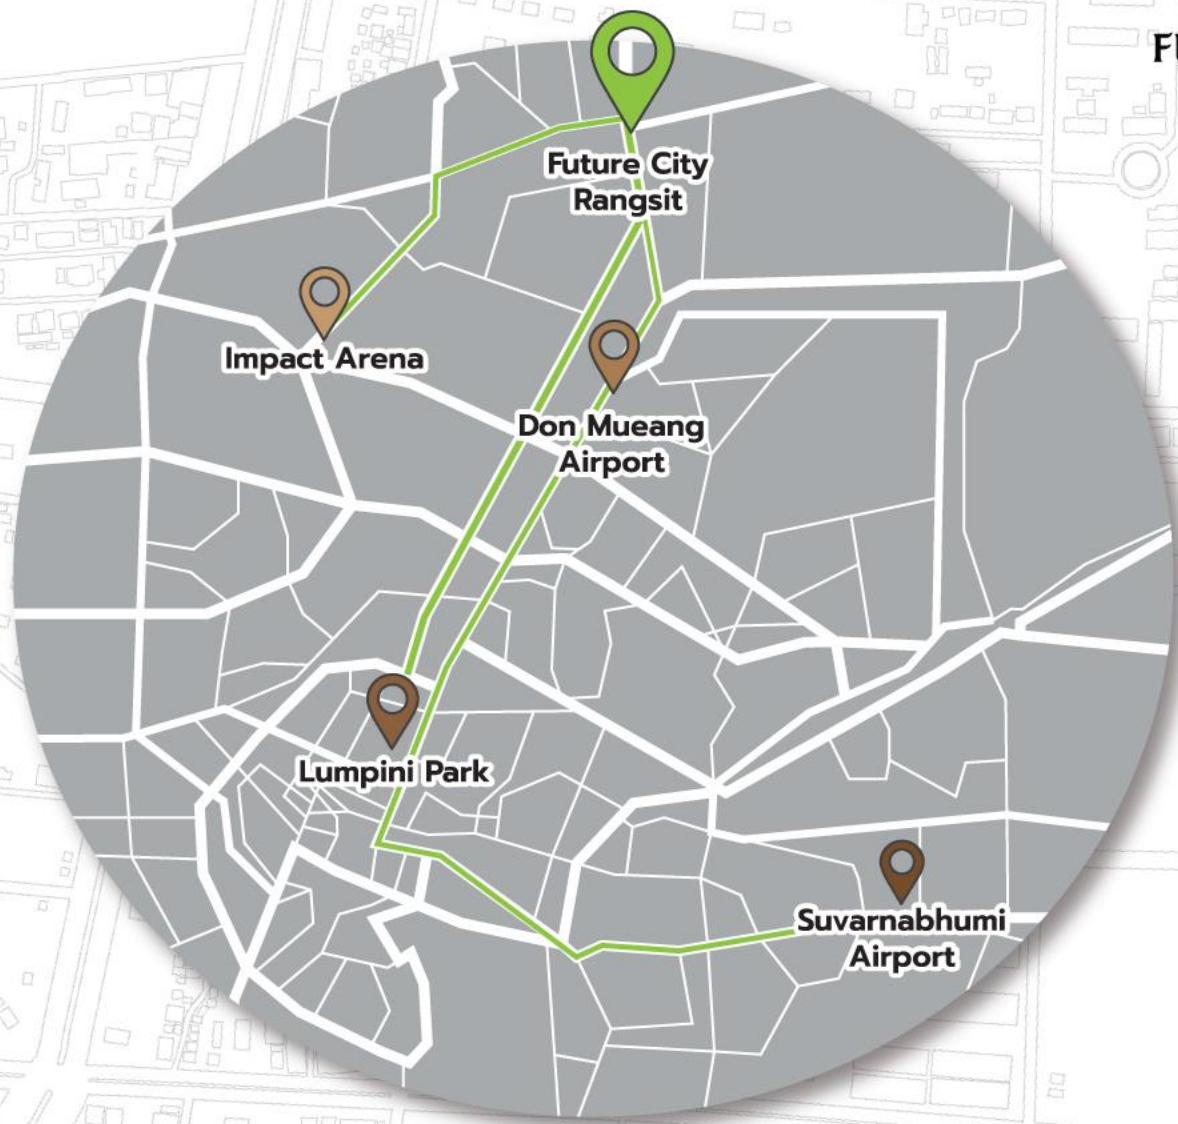 Future City
Rangsit
Impact Arena
Don Mueang
Airport
Lumpini Park
Suvarnabhumi
Airport